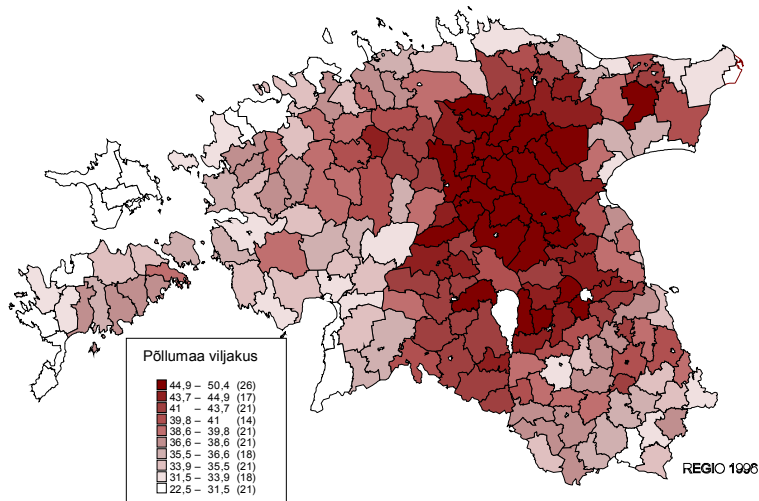 Põllumaa viljakus
44,9 – 50,4 (26)
43,7 – 44,9 (17)
41 – 43,7 (21)
39,8 – 41 (14)
38,6 – 39,8 (21)
36,6 – 38,6 (21)
35,5 – 36,6 (18)
33,9 – 35,5 (21)
31,5 – 33,9 (18)
22,5 – 31,5 (21)
REGIO 1996